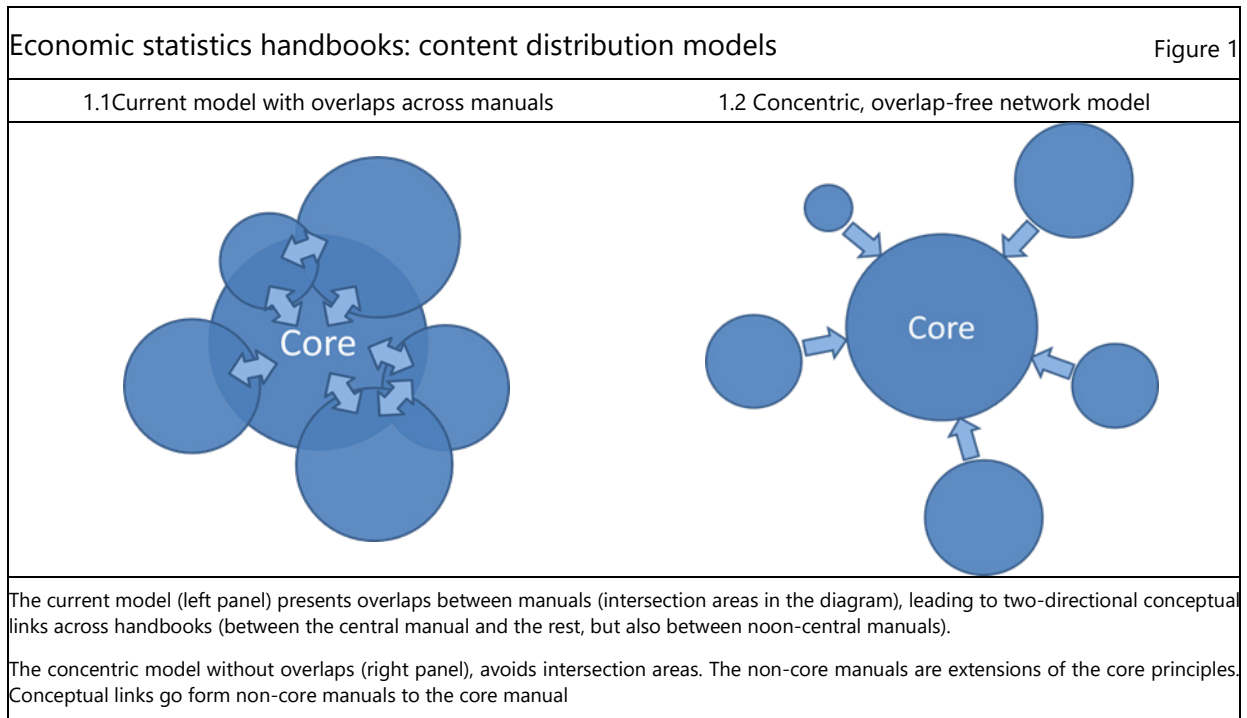 Economic statistics handbooks: content distribution models Figure 1
1.1Current model with overlaps across manuals 1.2 Concentric, overlap-free network model
Core Core
The current model (left panel) presents overlaps between manuals (intersection areas in the diagram), leading to two-directional conceptual
links across handbooks (between the central manual and the rest, but also between noon-central manuals).
The concentric model without overlaps (right panel), avoids intersection areas. The non-core manuals are extensions of the core principles.
Conceptual links go form non-core manuals to the core manual